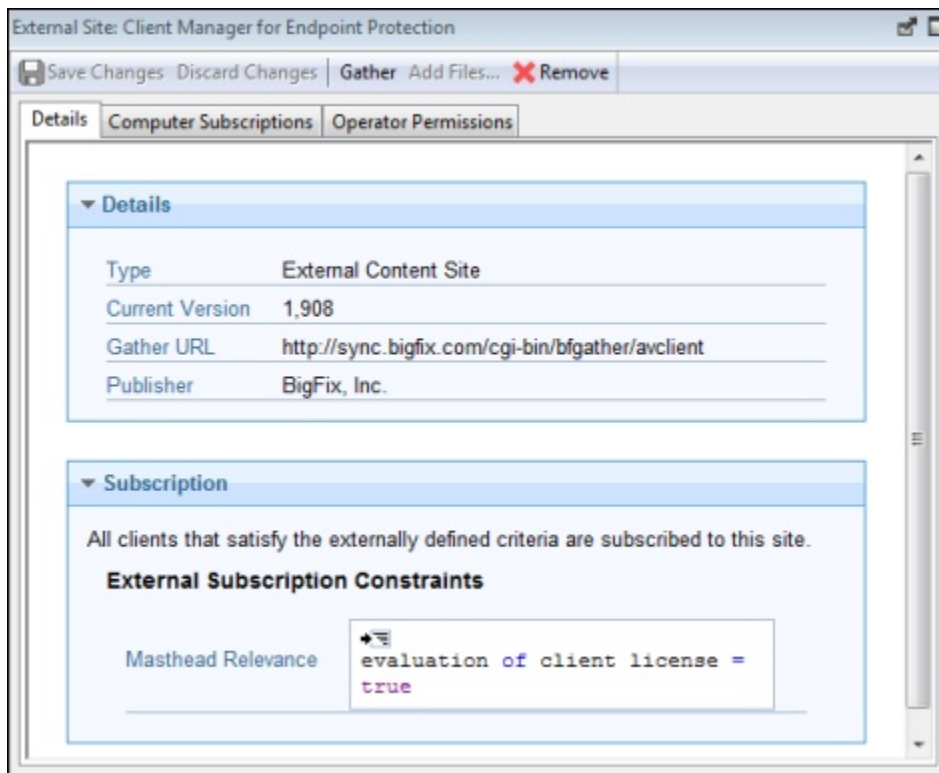 External Site: Client Manager for Endpoint Protection
Save Changes Discard Changes Gather Add Files... Remove
Details Computer Subscriptions Operator Permissions
Details
Type External Content Site
Current Version 1,908
Gather URL http://sync.bigfix.com/cgi-bin/bfgather/avclient
Publisher BigFix, Inc.
Subscription
All clients that satisfy the externally defined criteria are subscribed to this site.
External Subscription Constraints
Masthead Relevance evaluation of client license =
true